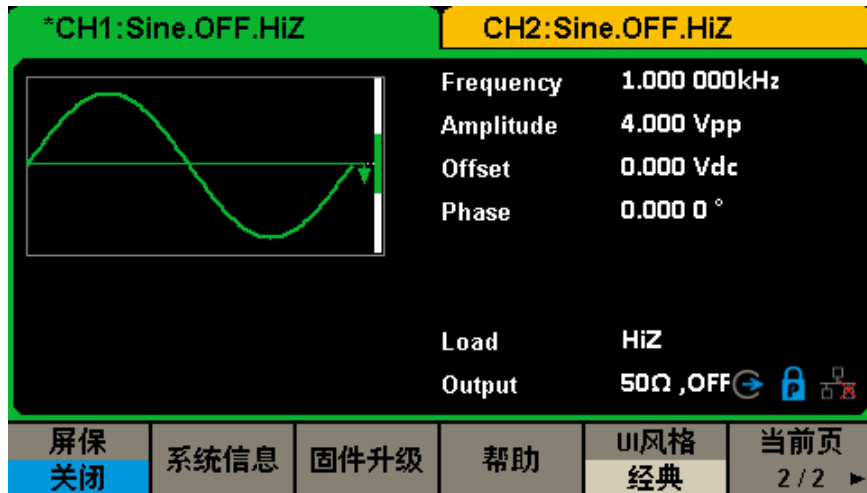 *CH1:Sine.OFF.HiZ
CH2:Sine.OFF.HiZ
Frequency 1.000 000kHz
Amplitude 4.000 Vpp
Offset 0.000 Vdc
Phase 0.000 0 °
Load HiZ
Output 50Ω ,OFF
P
屏保
关闭
系统信息
固件升级
帮助
UI风格
经典
当前页
2/2 ►